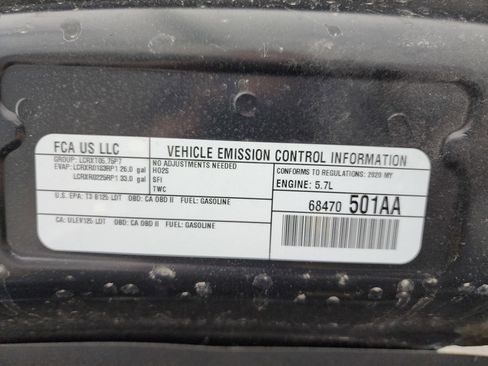 FCA US LLC
VEHICLE EMISSION CONTROL INFORMATION
GROUP: LCRXT05.75P7
EVAP: LCRXR0183RP1 26.0 gal
LCRXR0225RP1 33.0 gal
NO ADJUSTMENTS NEEDED
HO2S
SFI
TWC
CONFORMS TO REGULATIONS: 2020 MY
ENGINE: 5.7L
U.S. EPA: T3 B125 LDT OBD: CA OBD II FUEL: GASOLINE
68470 501AA
CA: ULEV125 LDT OBD: CA OBD II FUEL: GASOLINE